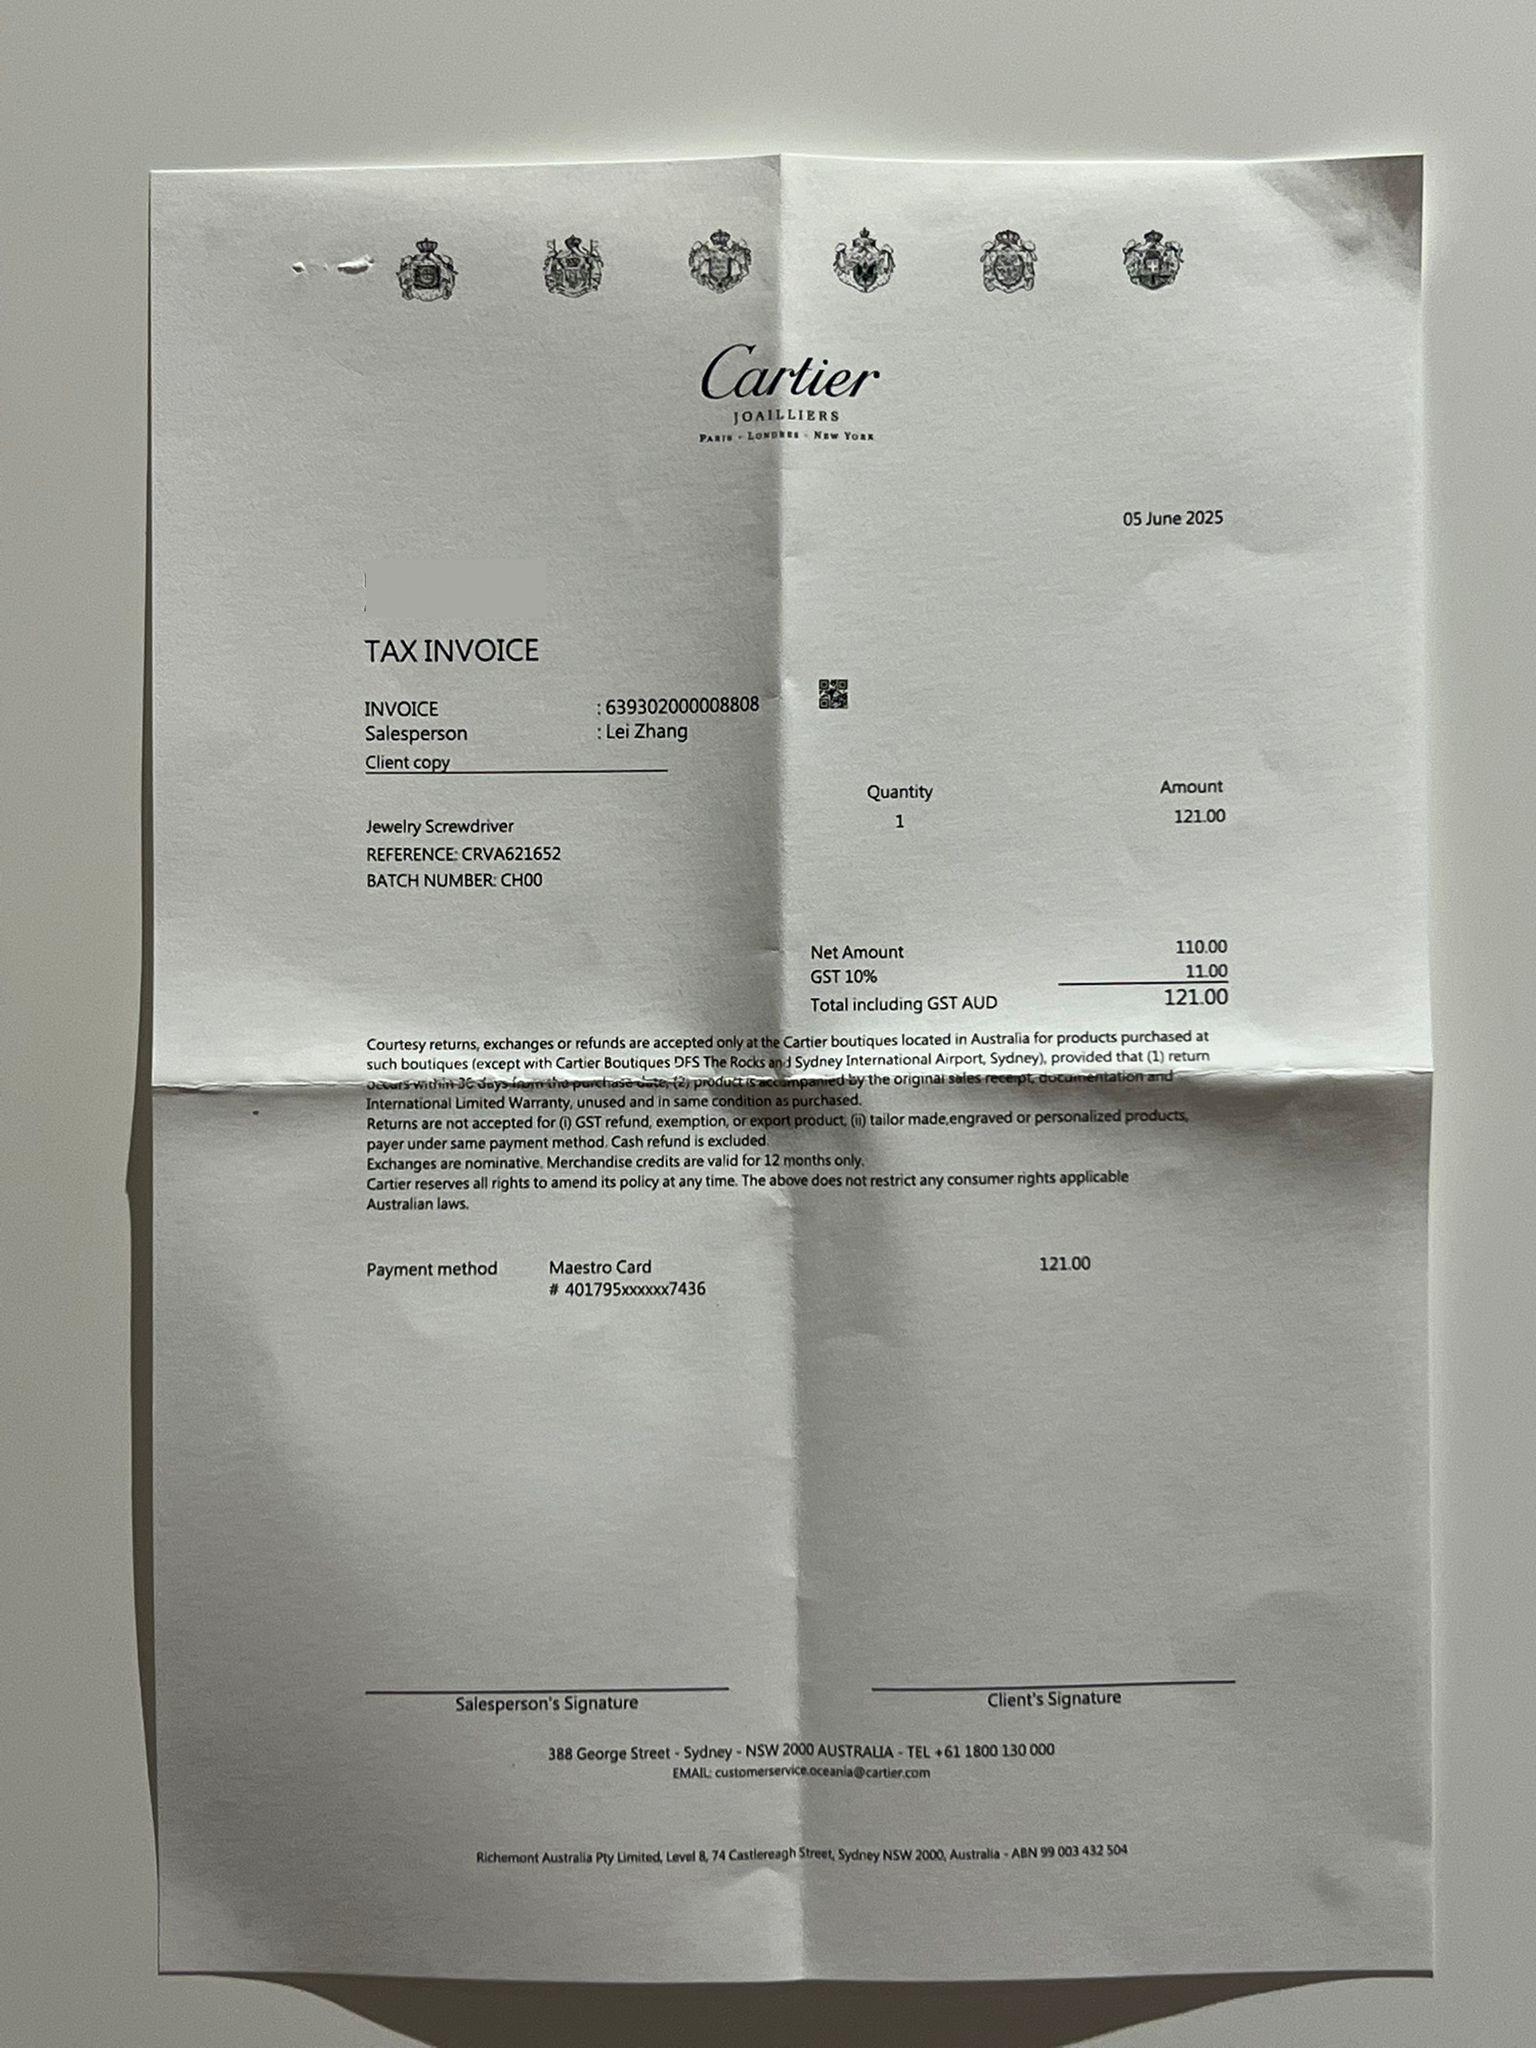 Cartier
JOAILLIERS
PARIS - LONDRES - NEW YORK
05 June 2025
TAX INVOICE
INVOICE : 639302000008808
Salesperson : Lei Zhang
Client copy
Quantity Amount
Jewelry Screwdriver 1 121.00
REFERENCE: CRVA621652
BATCH NUMBER: CH00
Net Amount 110.00
GST 10% 11.00
Total including GST AUD 121.00
Courtesy returns, exchanges or refunds are accepted only at the Cartier boutiques located in Australia for products purchased at
such boutiques (except with Cartier Boutiques DFS The Rocks and Sydney International Airport, Sydney), provided that (1) return
occurs within 30 days from the purchase date, (2) product is accompanied by the original sales receipt, documentation and
International Limited Warranty, unused and in same condition as purchased.
Returns are not accepted for (i) GST refund, exemption, or export product, (ii) tailor made,engraved or personalized products,
payer under same payment method. Cash refund is excluded.
Exchanges are nominative. Merchandise credits are valid for 12 months only.
Cartier reserves all rights to amend its policy at any time. The above does not restrict any consumer rights applicable
Australian laws.
Payment method Maestro Card 121.00
# 401795xxxxxx7436
Salesperson's Signature Client's Signature
388 George Street - Sydney - NSW 2000 AUSTRALIA - TEL +61 1800 130 000
EMAIL: customerservice.oceania@cartier.com
Richemont Australia Pty Limited, Level 8, 74 Castlereagh Street, Sydney NSW 2000, Australia - ABN 99 003 432 504